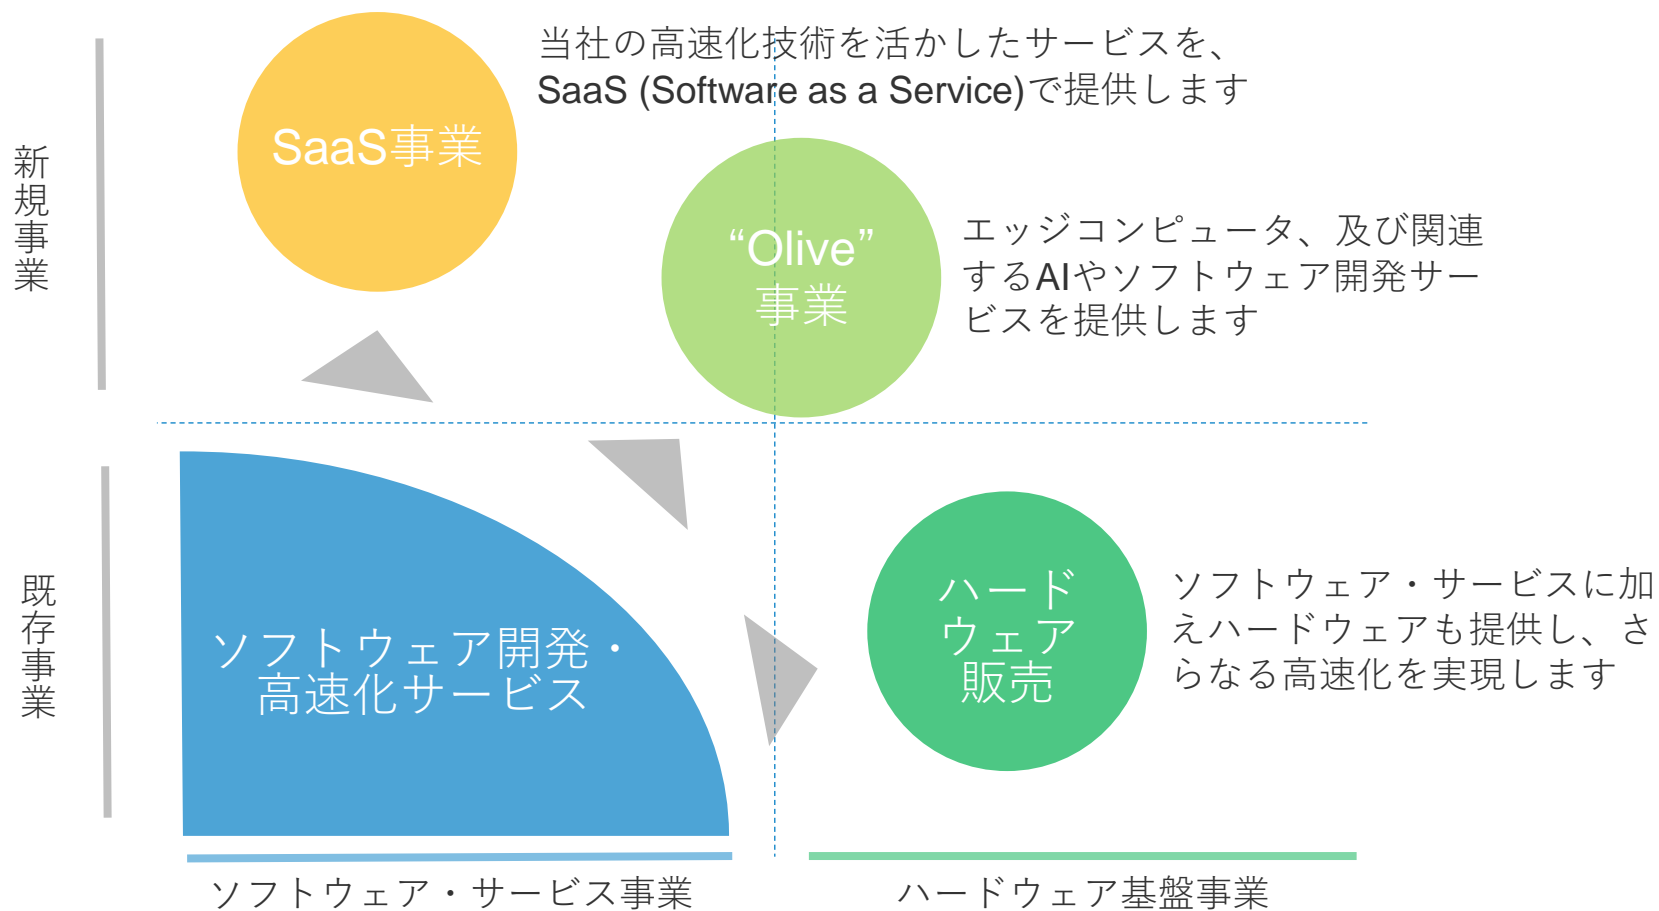 当社の高速化技術を活かしたサービスを、
SaaS (Software as a Service)で提供します
SaaS事業
新規事業
“Olive”
事業
エッジコンピュータ、及び関連
するAIやソフトウェア開発サー
ビスを提供します
既存事業
ソフトウェア開発・
高速化サービス
ハード
ウェア
販売
ソフトウェア・サービスに加
えハードウェアも提供し、さ
らなる高速化を実現します
ソフトウェア・サービス事業
ハードウェア基盤事業